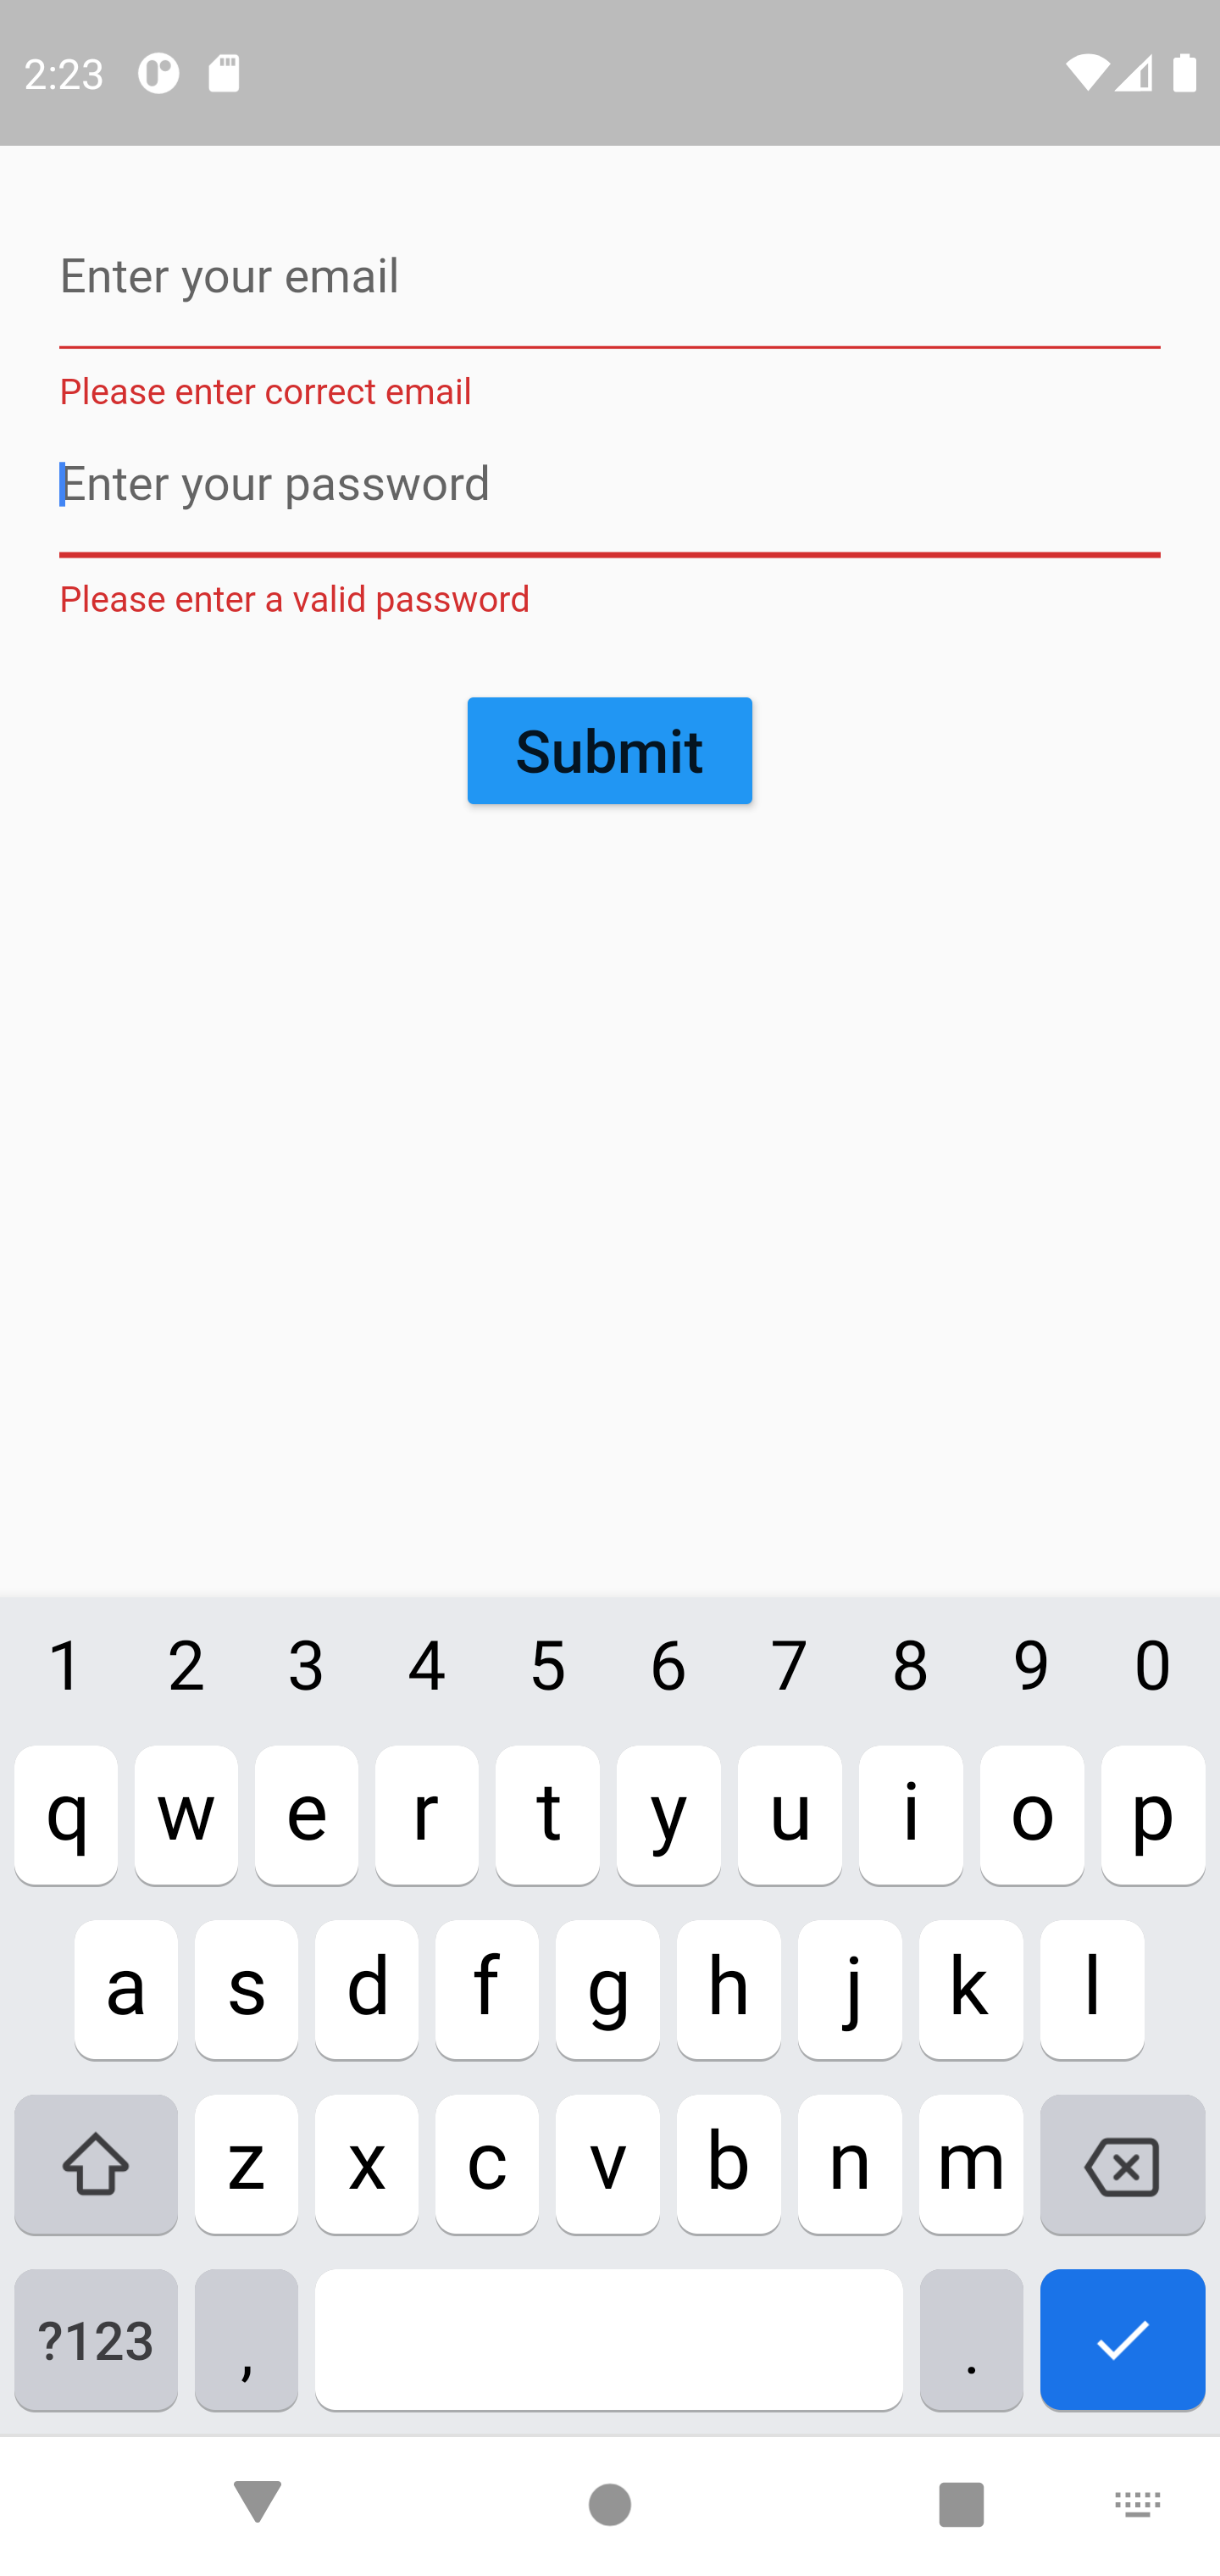 2:23
Enter your email
Please enter correct email
Enter your password
Please enter a valid password
Submit
1 2 3 4 5 6 7 8 9 0
q w e r t y u i o p
a s d f g h j k l
z x c v b n m
?123 , .